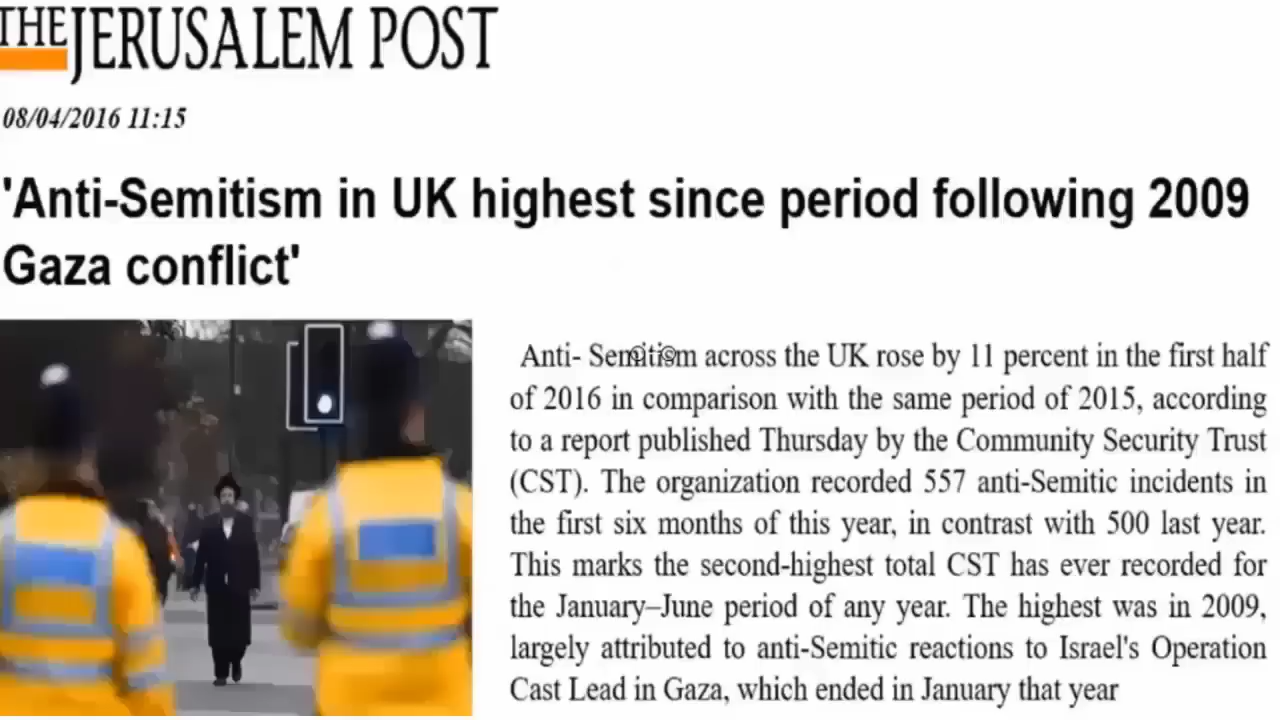 THE JERUSALEM POST
08/04/2016 11:15
'Anti-Semitism in UK highest since period following 2009
Gaza conflict'
Anti- Semitism across the UK rose by 11 percent in the first half
of 2016 in comparison with the same period of 2015, according
to a report published Thursday by the Community Security Trust
(CST). The organization recorded 557 anti-Semitic incidents in
the first six months of this year, in contrast with 500 last year.
This marks the second-highest total CST has ever recorded for
the January–June period of any year. The highest was in 2009,
largely attributed to anti-Semitic reactions to Israel's Operation
Cast Lead in Gaza, which ended in January that year